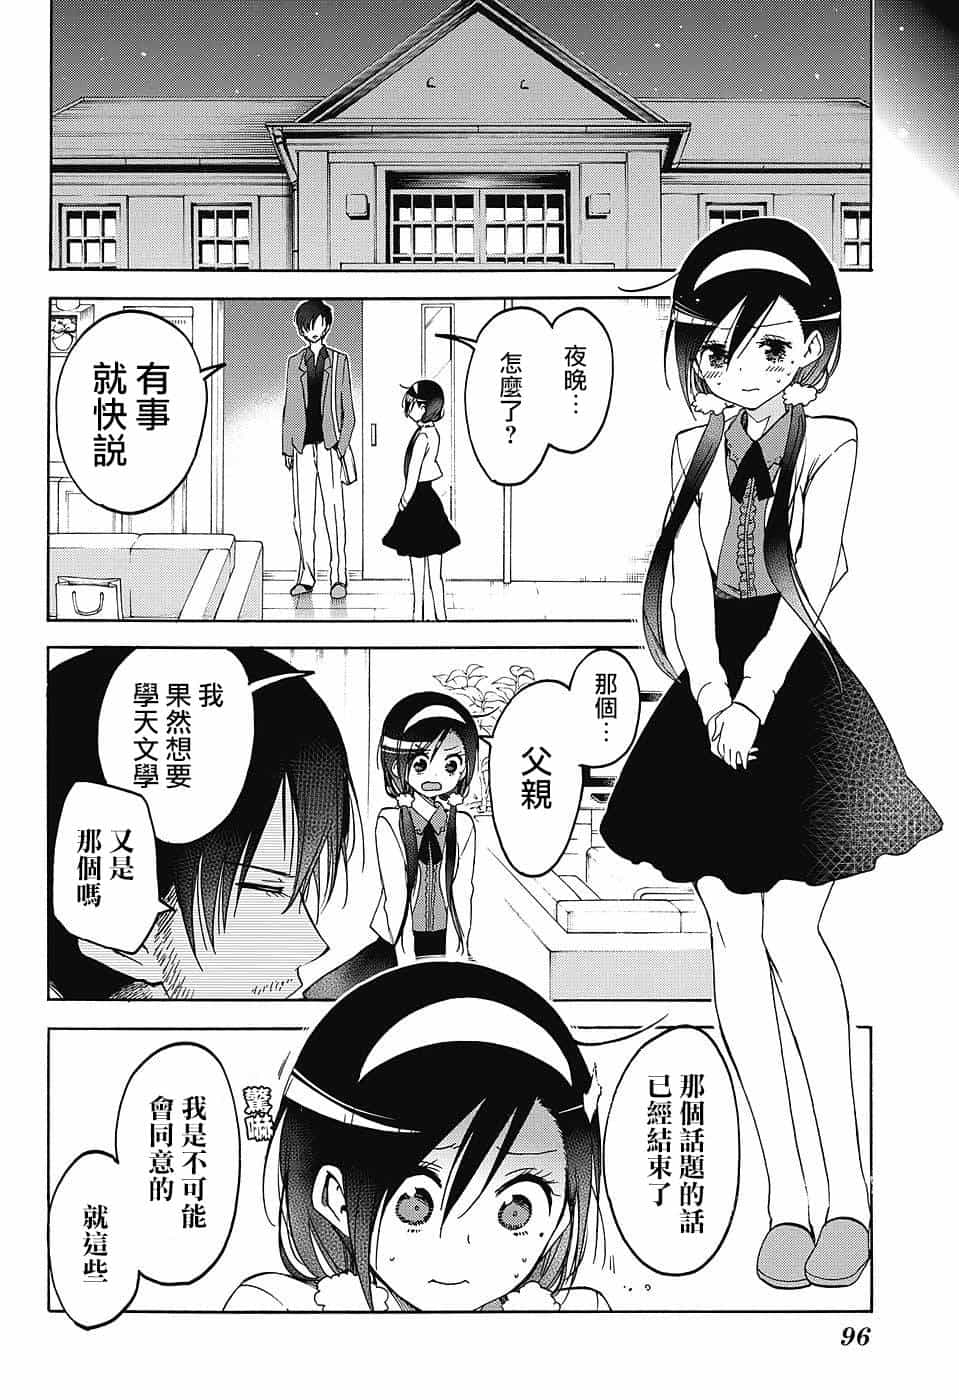 夜晚…
怎麼了?
有事
就快説
那個…
父親
我
果然想要
學天文學
又是
那個嗎
那個話題的話
已經結束了
驚嚇
我是不可能
會同意的
就這些
96